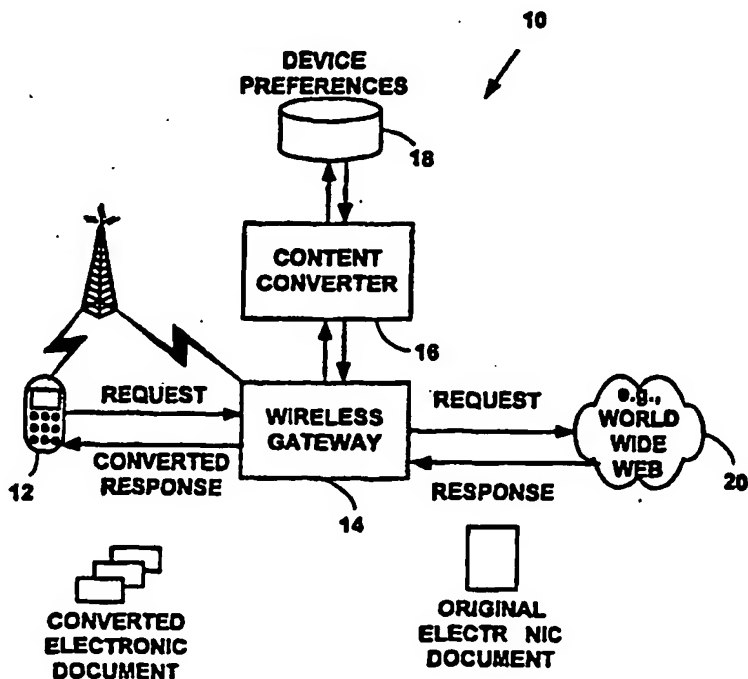 10
DEVICE
PREFERENCES
18
CONTENT
CONVERTER
16
REQUEST
WIRELESS
GATEWAY
REQUEST
e.g.,
WORLD
WIDE
WEB
CONVERTED
RESPONSE
RESPONSE
12
14
20
CONVERTED
ELECTRONIC
DOCUMENT
ORIGINAL
ELECTR NIC
DOCUMENT